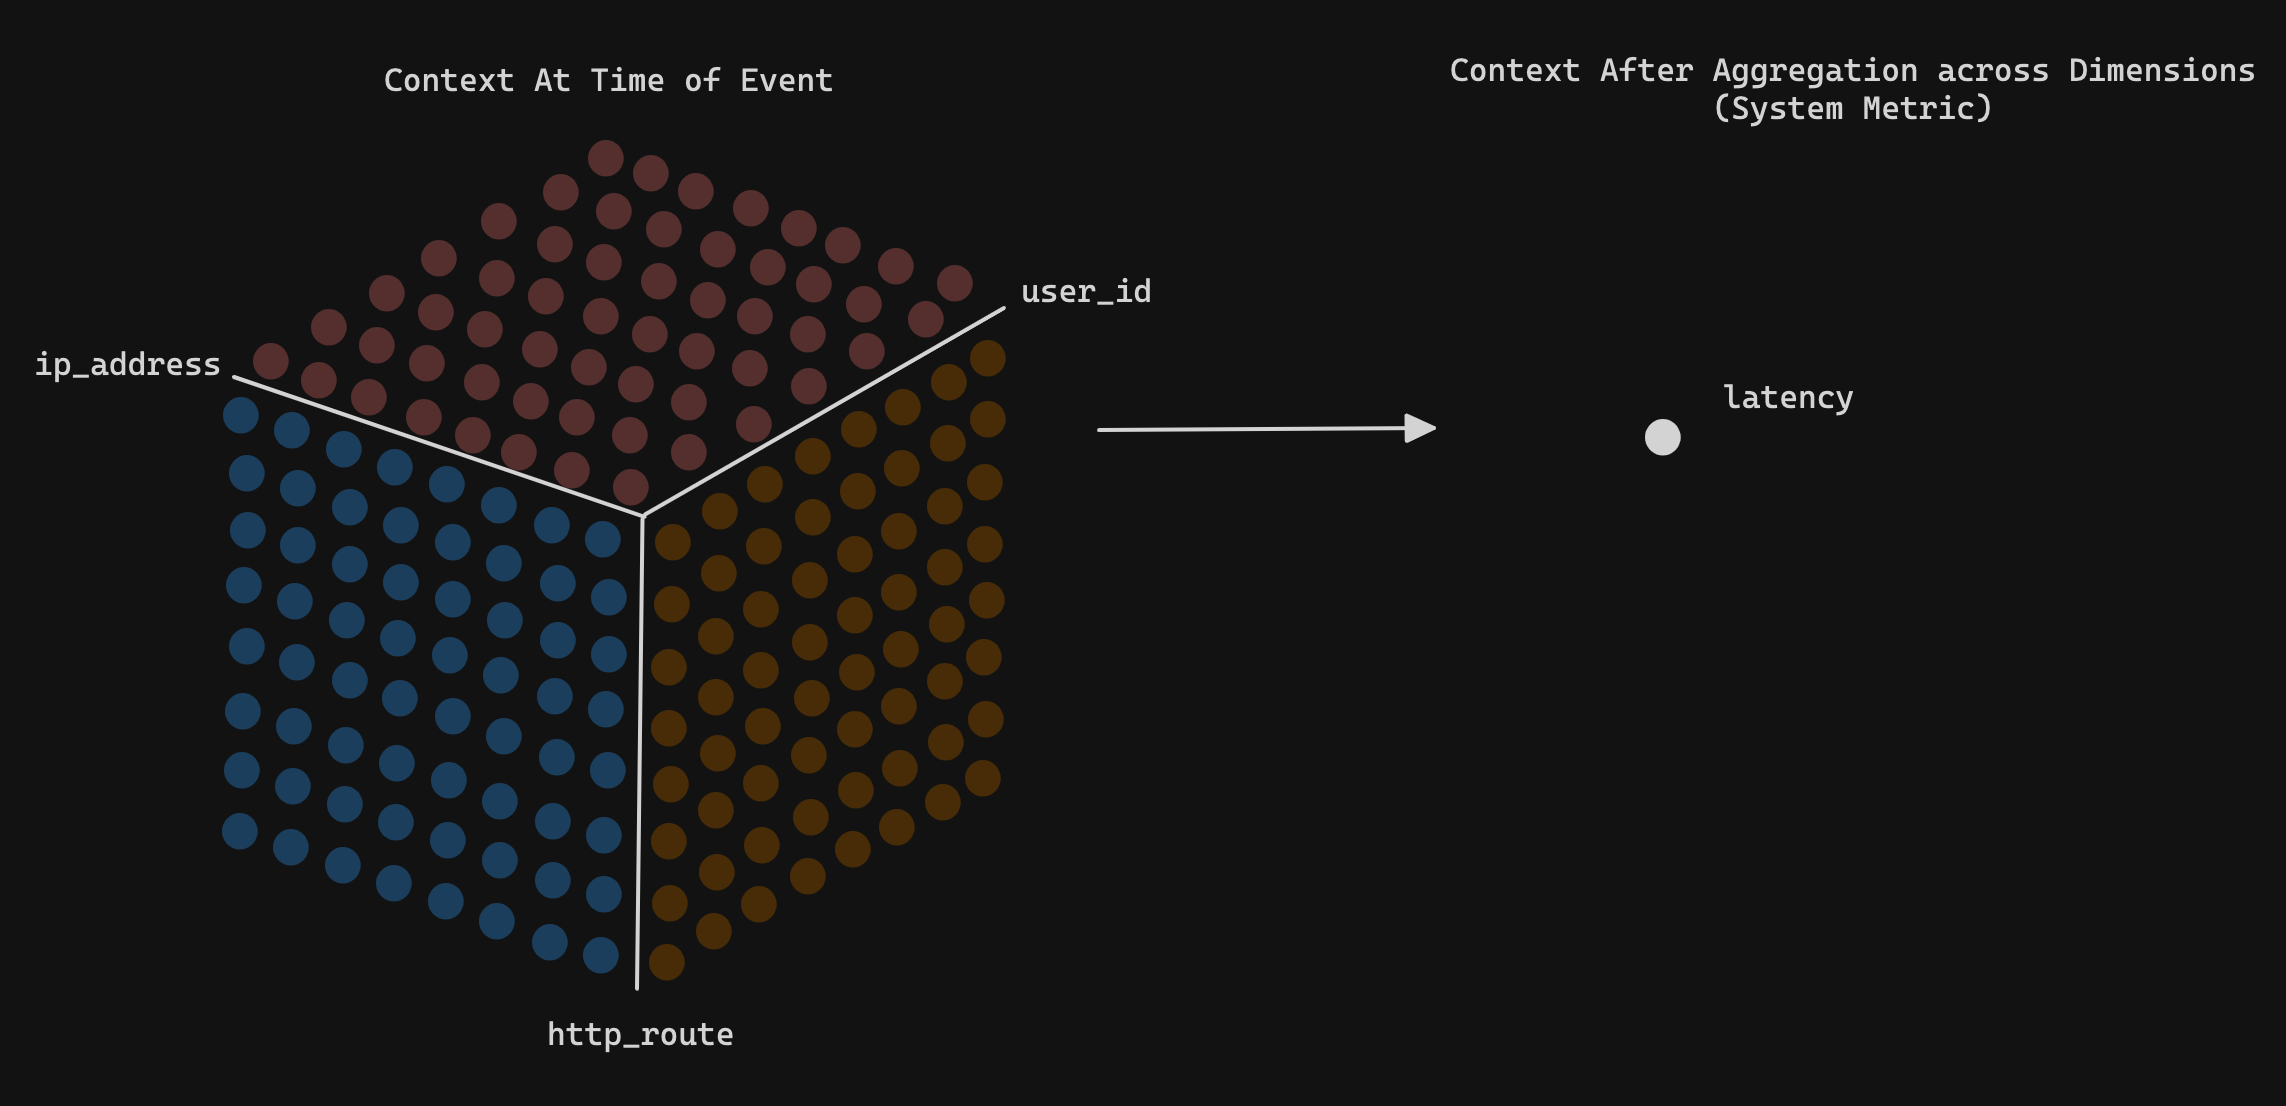 Context At Time of Event
Context After Aggregation across Dimensions
(System Metric)
user_id
ip_address
latency
http_route